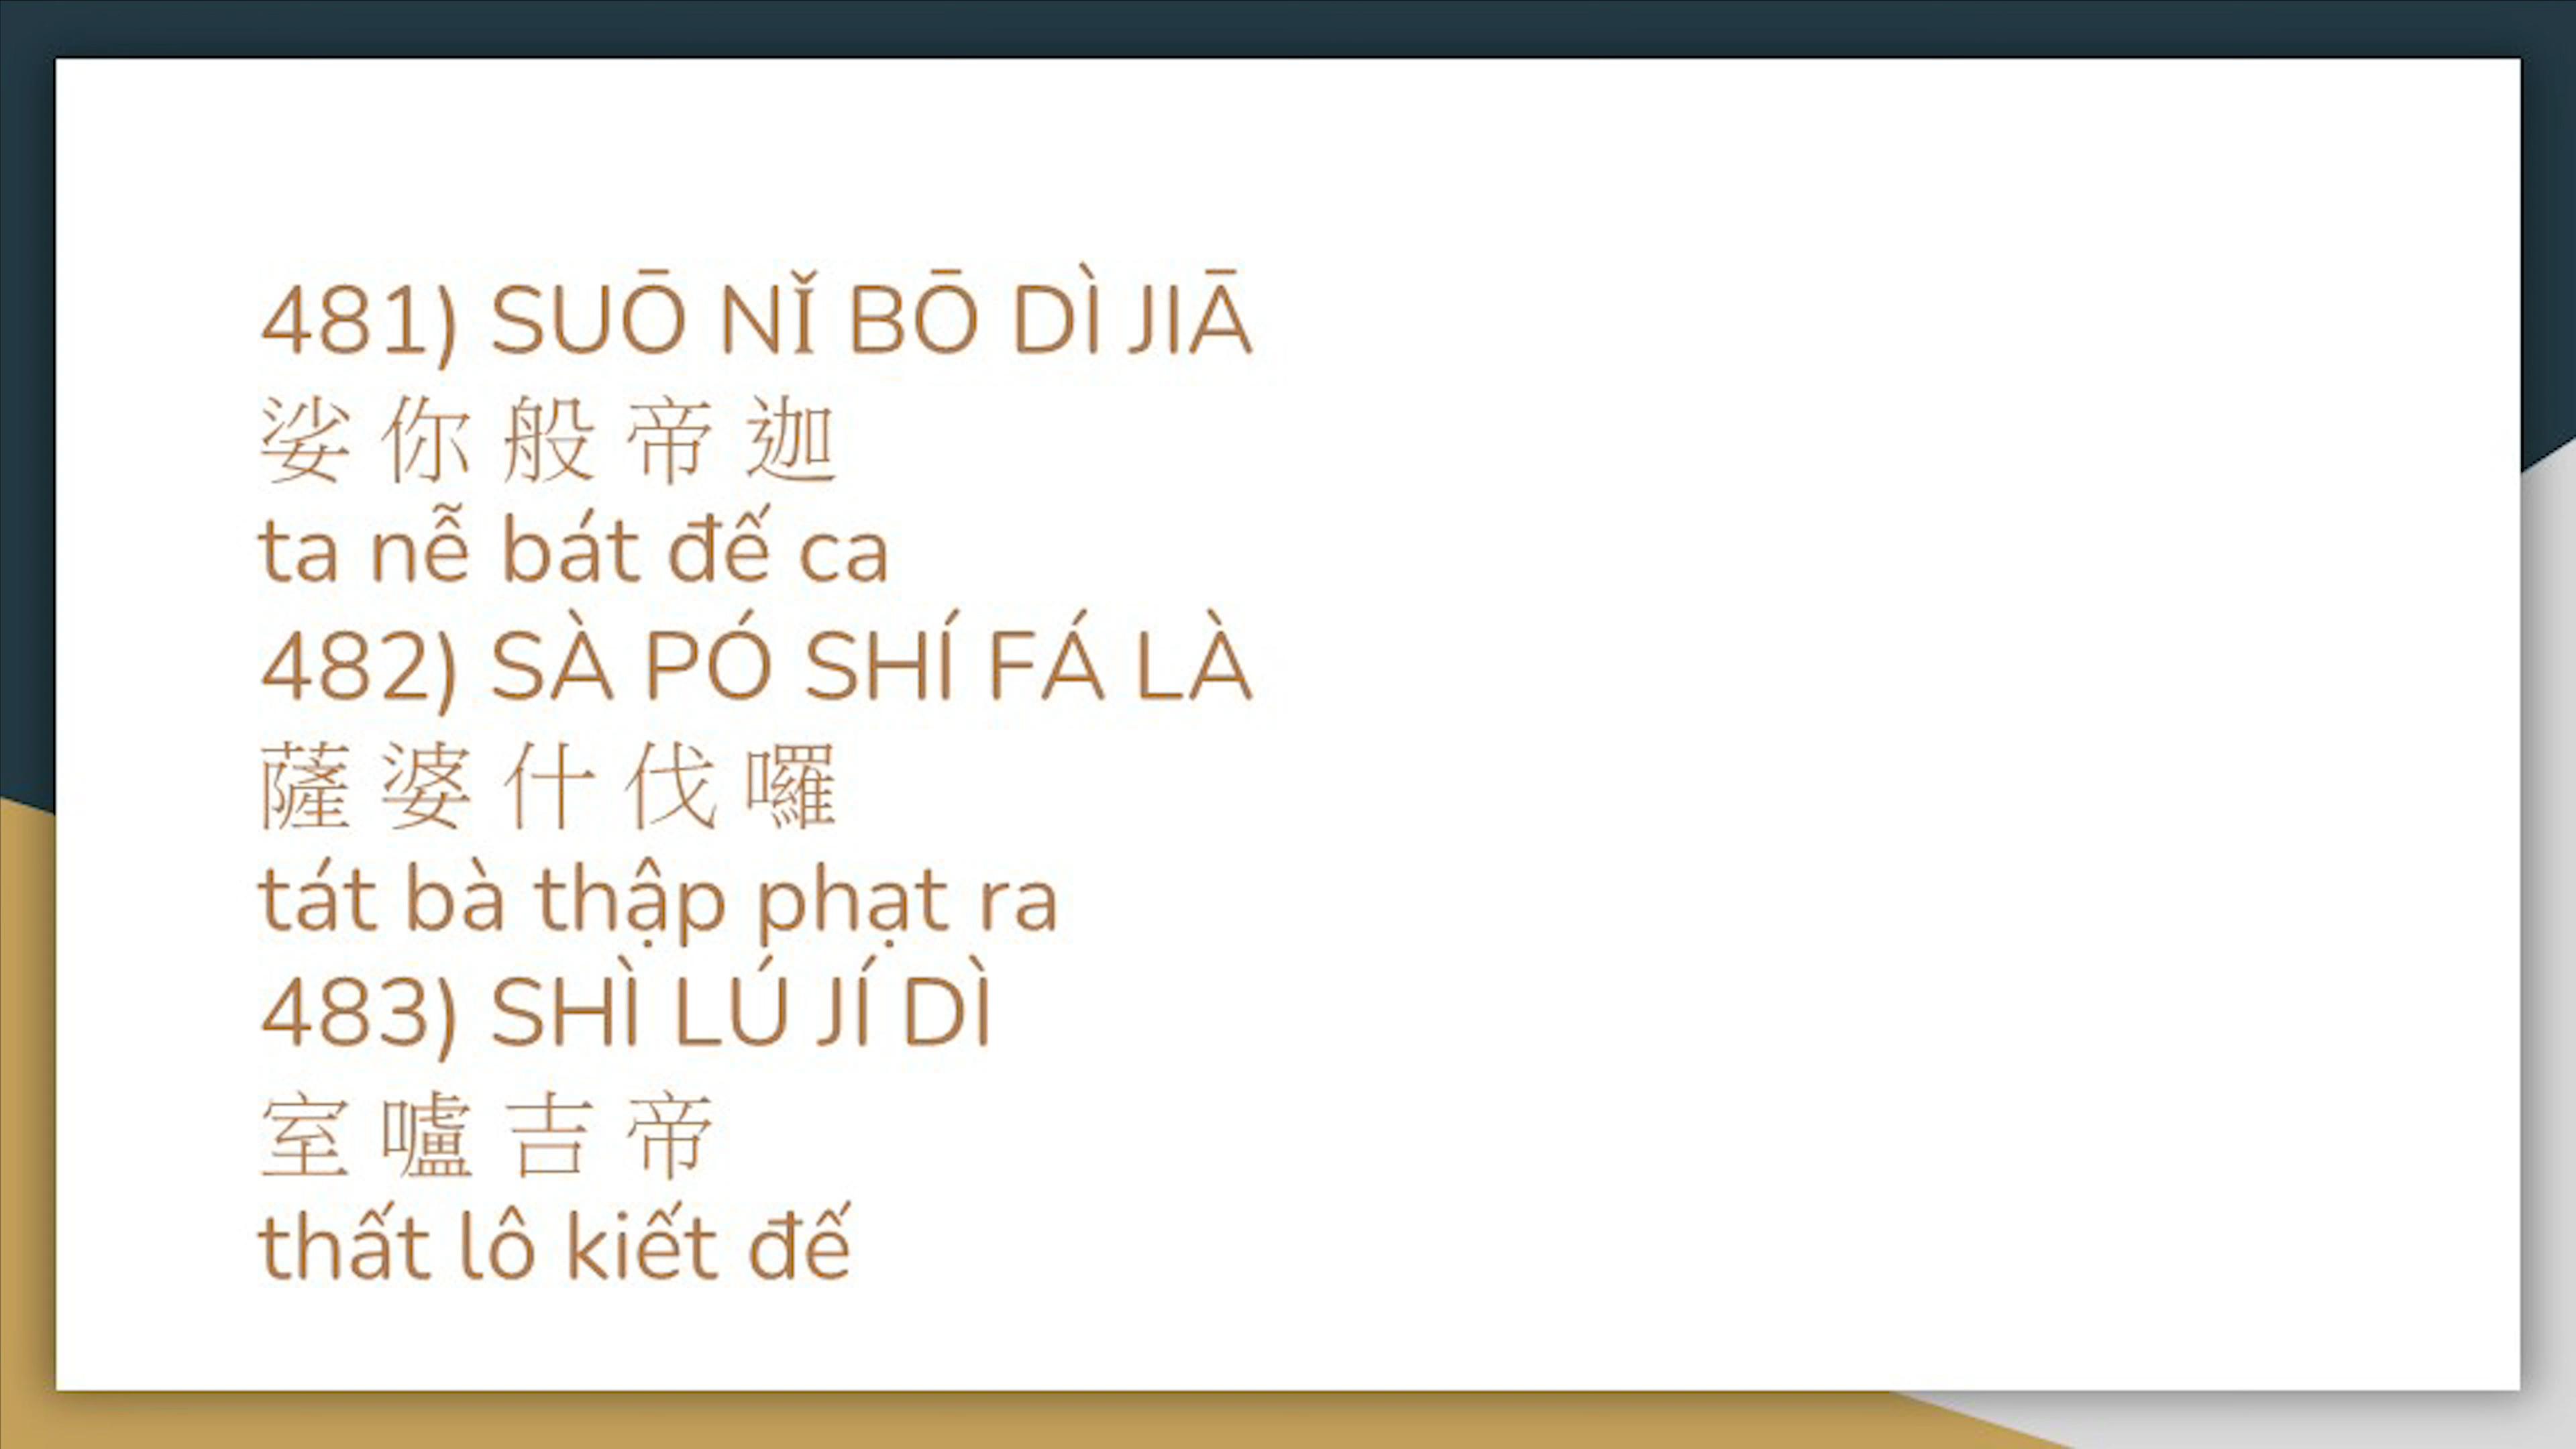 481) SUŌ NǏ BŌ DÌ JIĀ
娑 你 般 帝 迦
ta nễ bát đế ca
482) SÀ PÓ SHÍ FÁ LÀ
薩 婆 什 伐 囉
tát bà thập phạt ra
483) SHÌ LÚ JÍ DÌ
室 嚧 吉 帝
thất lô kiết đế